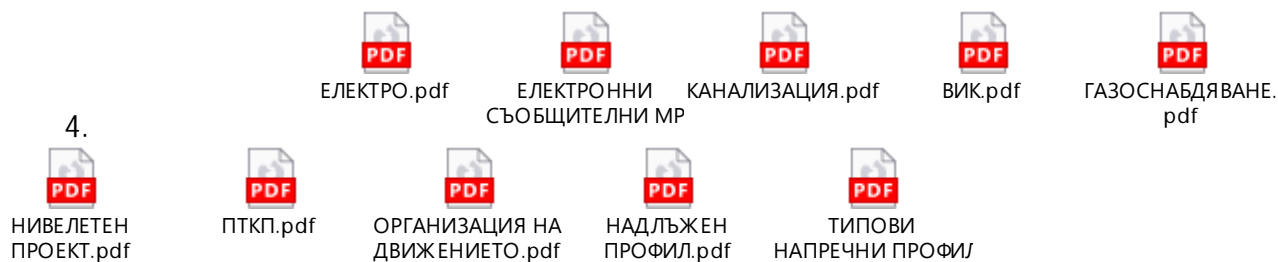 PDF PDF PDF PDF PDF
ЕЛЕКТРО.pdf ЕЛЕКТРОННИ КАНАЛИЗАЦИЯ.pdf ВИК.pdf ГАЗОСНАБДЯВАНЕ.
СЪОБЩИТЕЛНИ МР pdf
4.
PDF PDF PDF PDF PDF
НИВЕЛЕТЕН ПТКП.pdf ОРГАНИЗАЦИЯ НА НАДЛЪЖЕН ТИПОВИ
ПРОЕКТ.pdf ДВИЖЕНИЕТО.pdf ПРОФИЛ.pdf НАПРЕЧНИ ПРОФИЛ